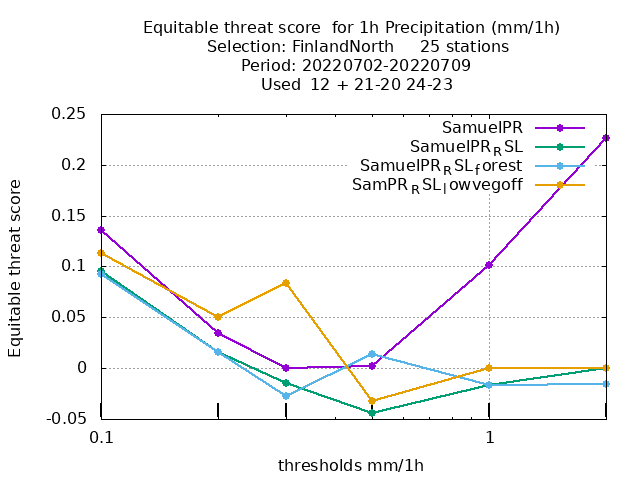 Equitable threat score  for 1h Precipitation (mm/1h)
Selection: FinlandNorth     25 stations
Period: 20220702-20220709
Used 12 + 21-20 24-23
SamuelPR
SamuelPR_RSL
SamuelPR_RSL_forest
SamPR_RSL_lowvegoff
0.25
0.2
0.15
0.1
0.05
0
-0.05
0.1
1
Equitable threat score
thresholds mm/1h